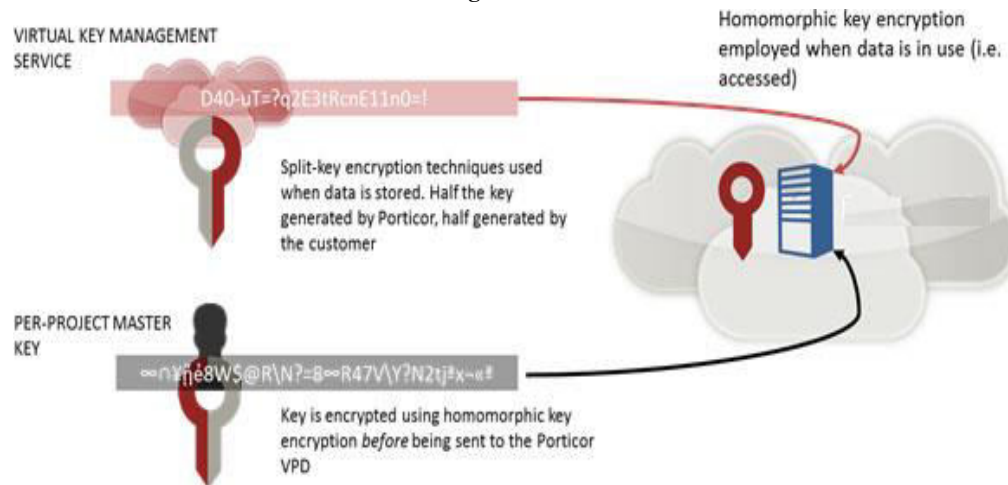 VIRTUAL KEY MANAGEMENT
SERVICE
D40-uT=?q2E3tRcnE11n0=!
Split-key encryption techniques used
when data is stored. Half the key
generated by Porticor, half generated by
the customer
Homomorphic key encryption
employed when data is in use (i.e.
accessed)
PER-PROJECT MASTER
KEY
Key is encrypted using homomorphic key
encryption before being sent to the Porticor
VPD